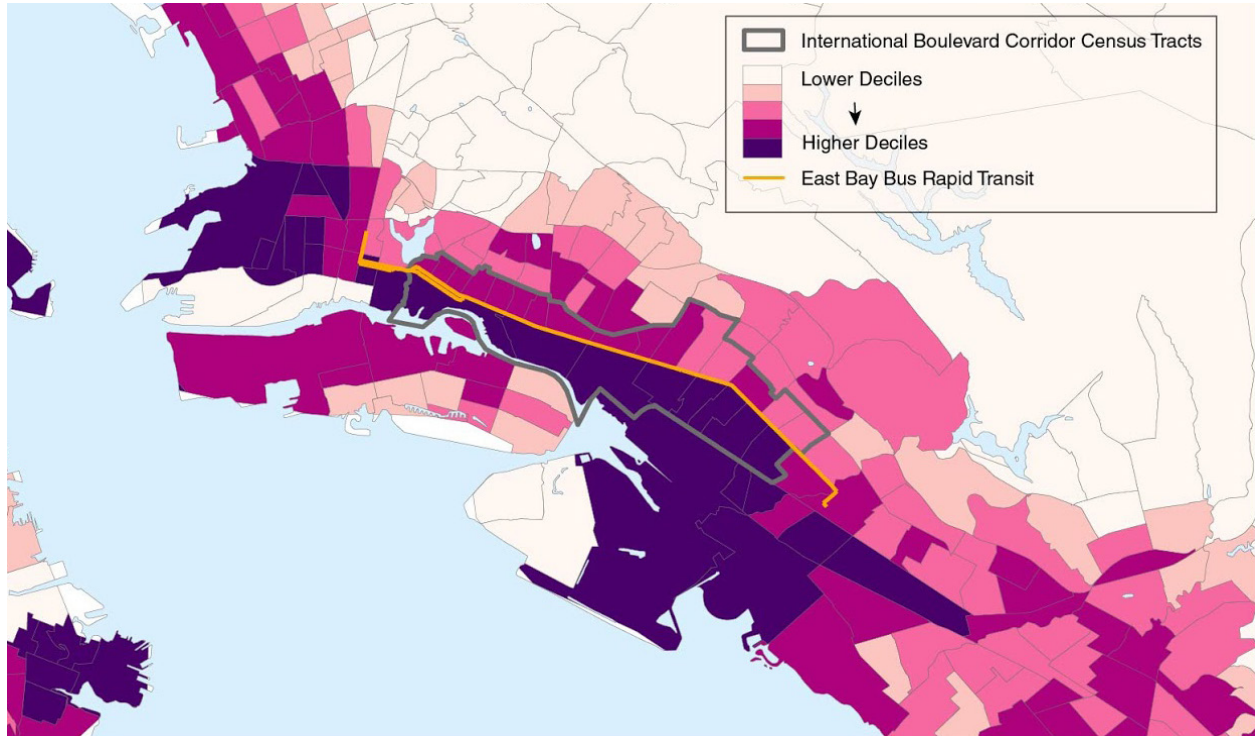 International Boulevard Corridor Census Tracts
Lower Deciles
Higher Deciles
East Bay Bus Rapid Transit